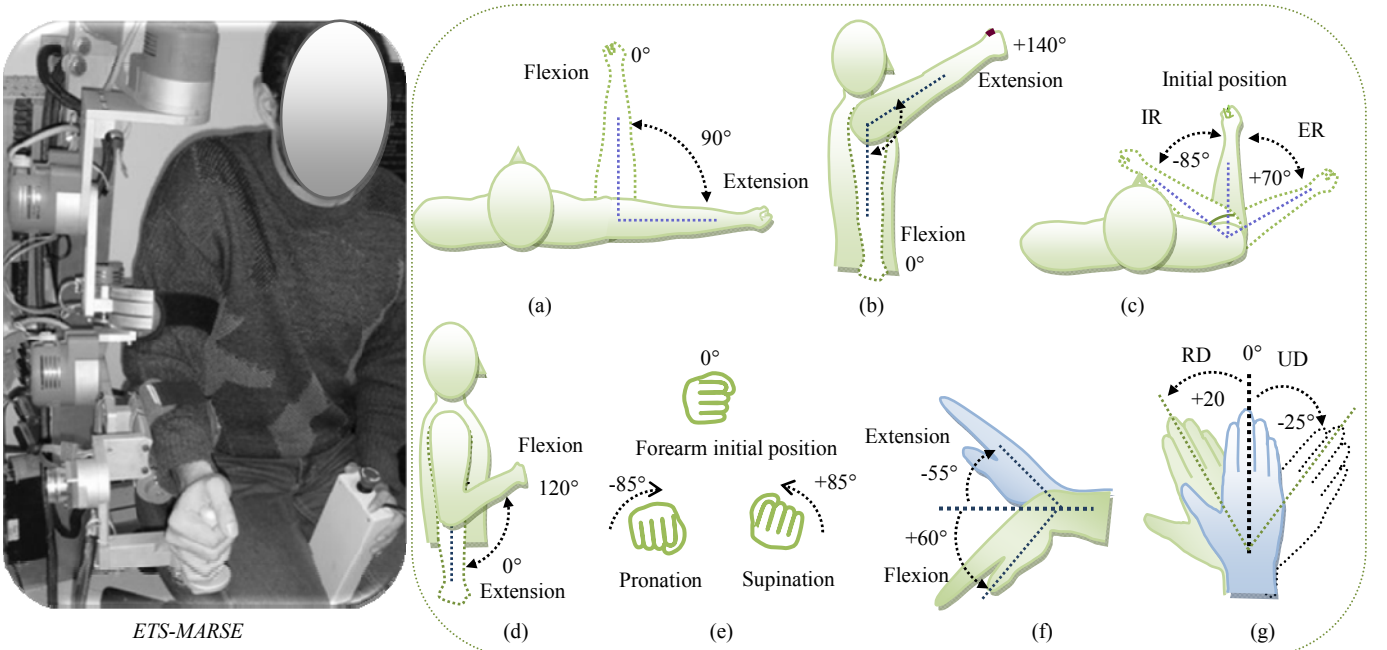 Flexion
0°
90°
Extension
(a)
+140°
Extension
Flexion
0°
(b)
Initial position
IR
ER
-85°
+70°
(c)
Flexion
120°
0°
Extension
(d)
0°
Forearm initial position
-85°
+85°
Pronation
Supination
(e)
Extension
-55°
+60°
Flexion
(f)
RD
0°
UD
+20
-25°
(g)
ETS-MARSE